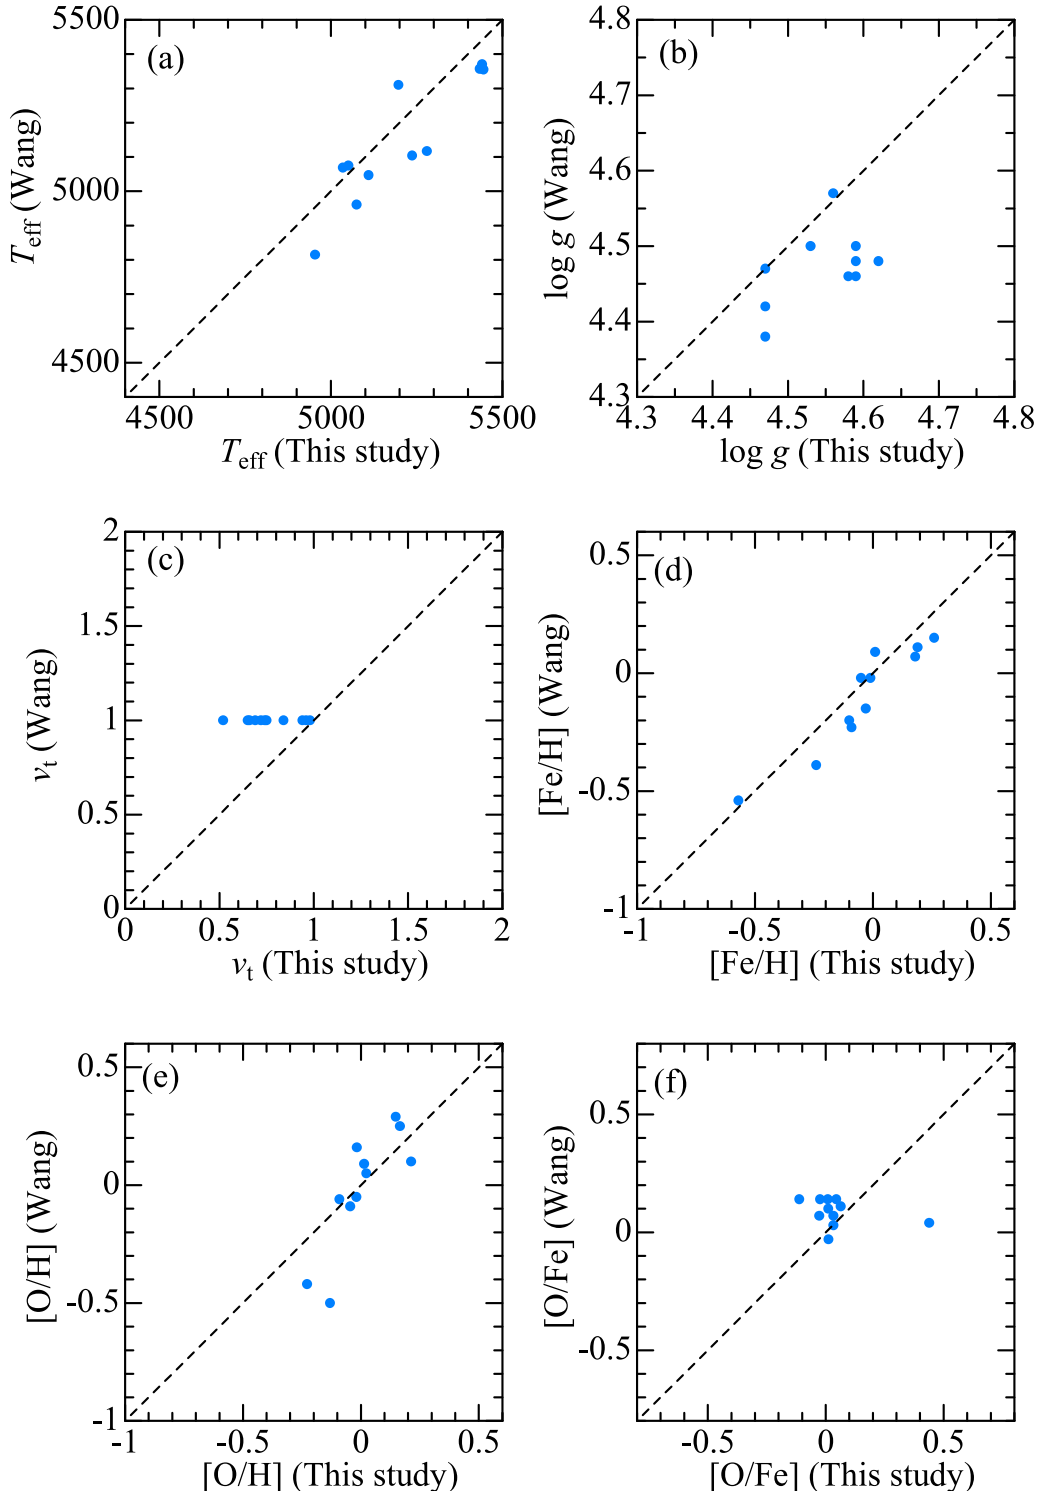 (a)
5500
5000
4500
T_eff (Wang)
4500 5000 5500
T_eff (This study)
(b)
4.8
4.7
4.6
4.5
4.4
4.3
log g (Wang)
4.3 4.4 4.5 4.6 4.7 4.8
log g (This study)
(c)
2
1.5
1
0.5
0
v_t (Wang)
0 0.5 1 1.5 2
v_t (This study)
(d)
0.5
0
-0.5
-1
[Fe/H] (Wang)
-1 -0.5 0 0.5
[Fe/H] (This study)
(e)
0.5
0
-0.5
-1
[O/H] (Wang)
-1 -0.5 0 0.5
[O/H] (This study)
(f)
0.5
0
-0.5
[O/Fe] (Wang)
-0.5 0 0.5
[O/Fe] (This study)